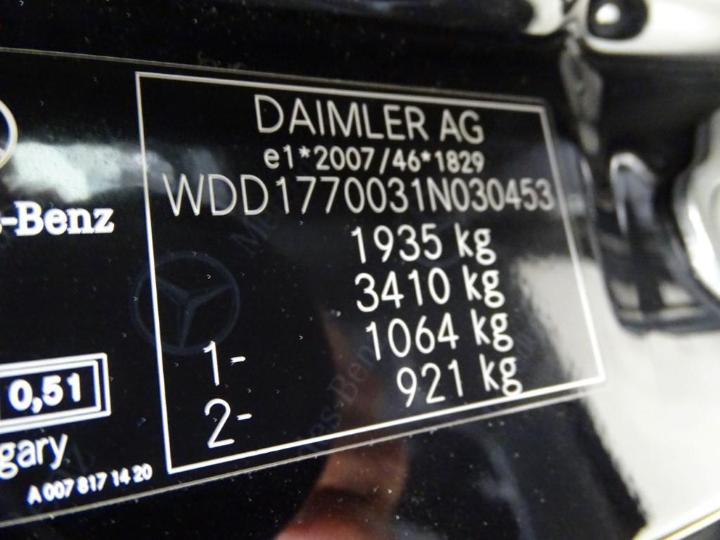 DAIMLER AG
e1*2007/46*1829
WDD1770031N030453
1935 kg
3410 kg
1- 1064 kg
2- 921 kg
-Benz
0,51
gary
A 007 817 14 20